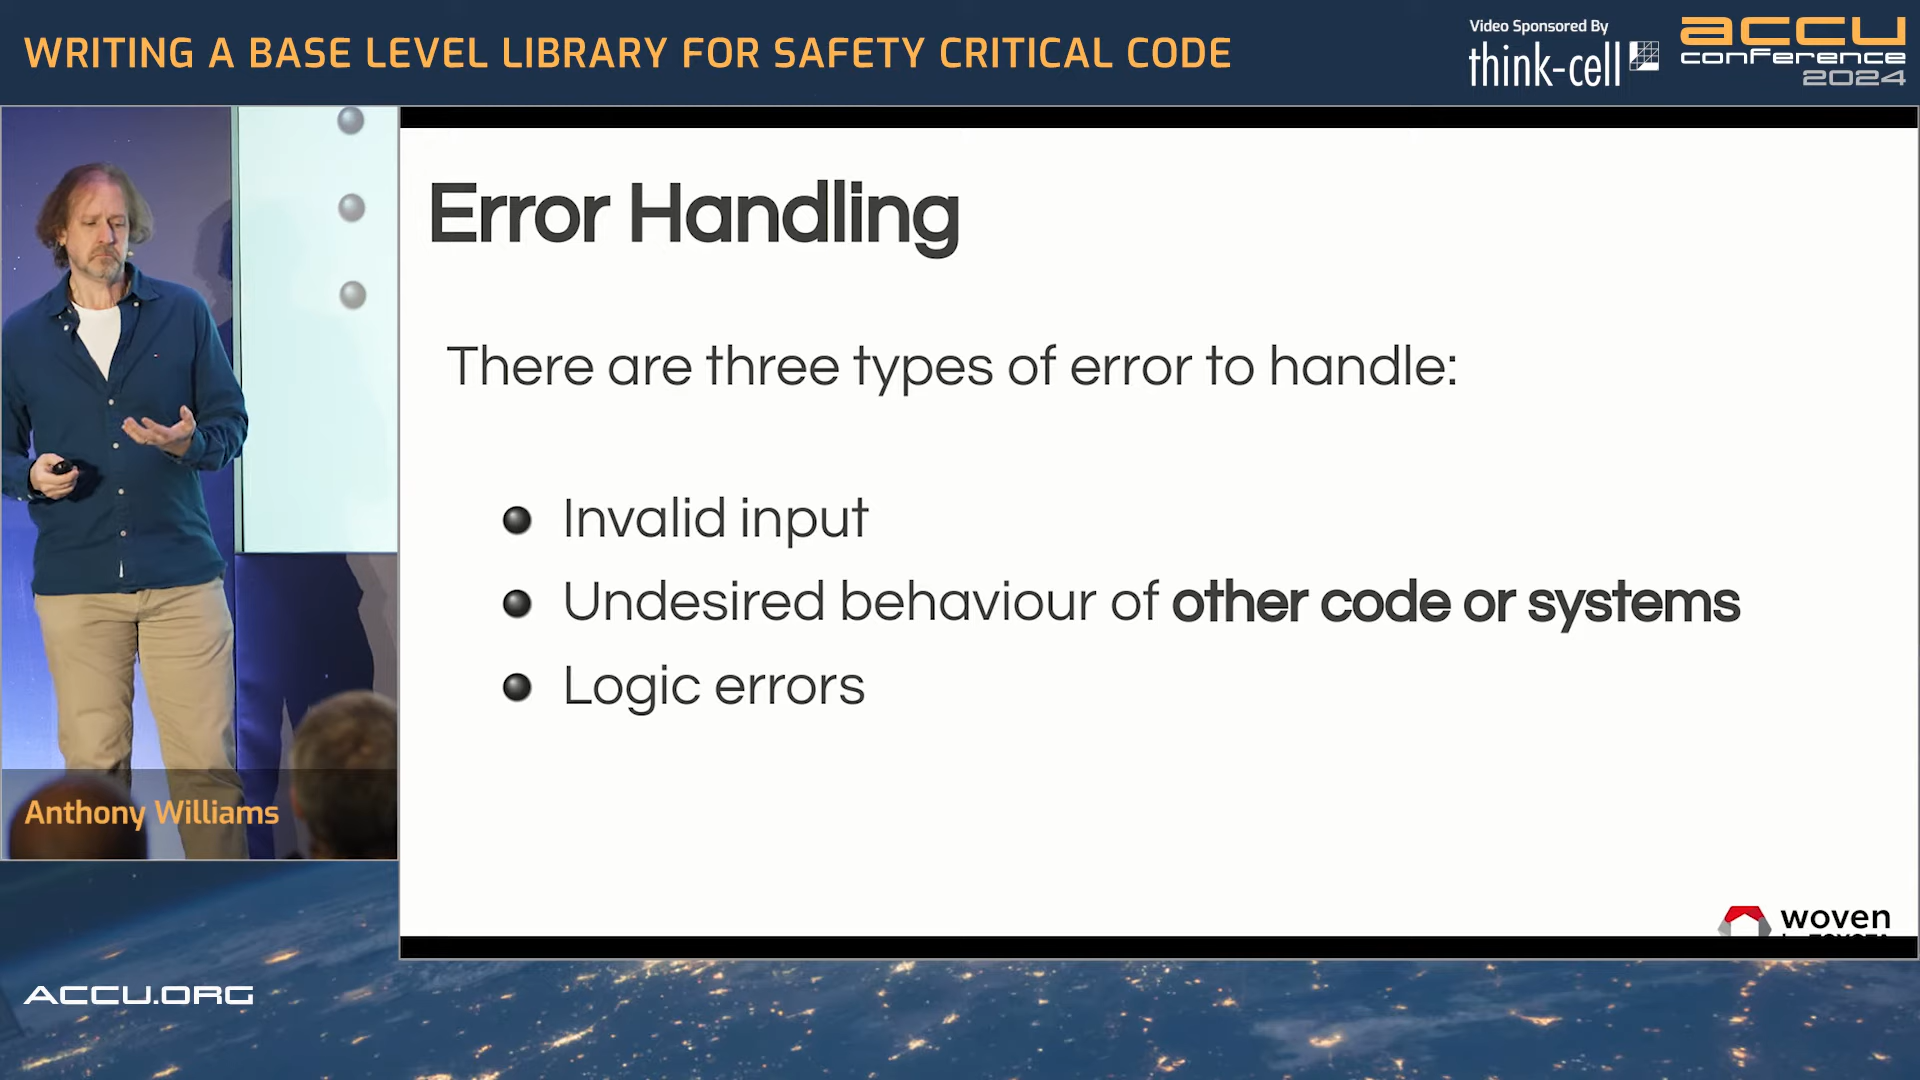 WRITING A BASE LEVEL LIBRARY FOR SAFETY CRITICAL CODE
Video Sponsored By
think-cell
accu
conference
2024
Error Handling
There are three types of error to handle:
Invalid input
Undesired behaviour of other code or systems
Logic errors
Anthony Williams
woven
ACCU.ORG